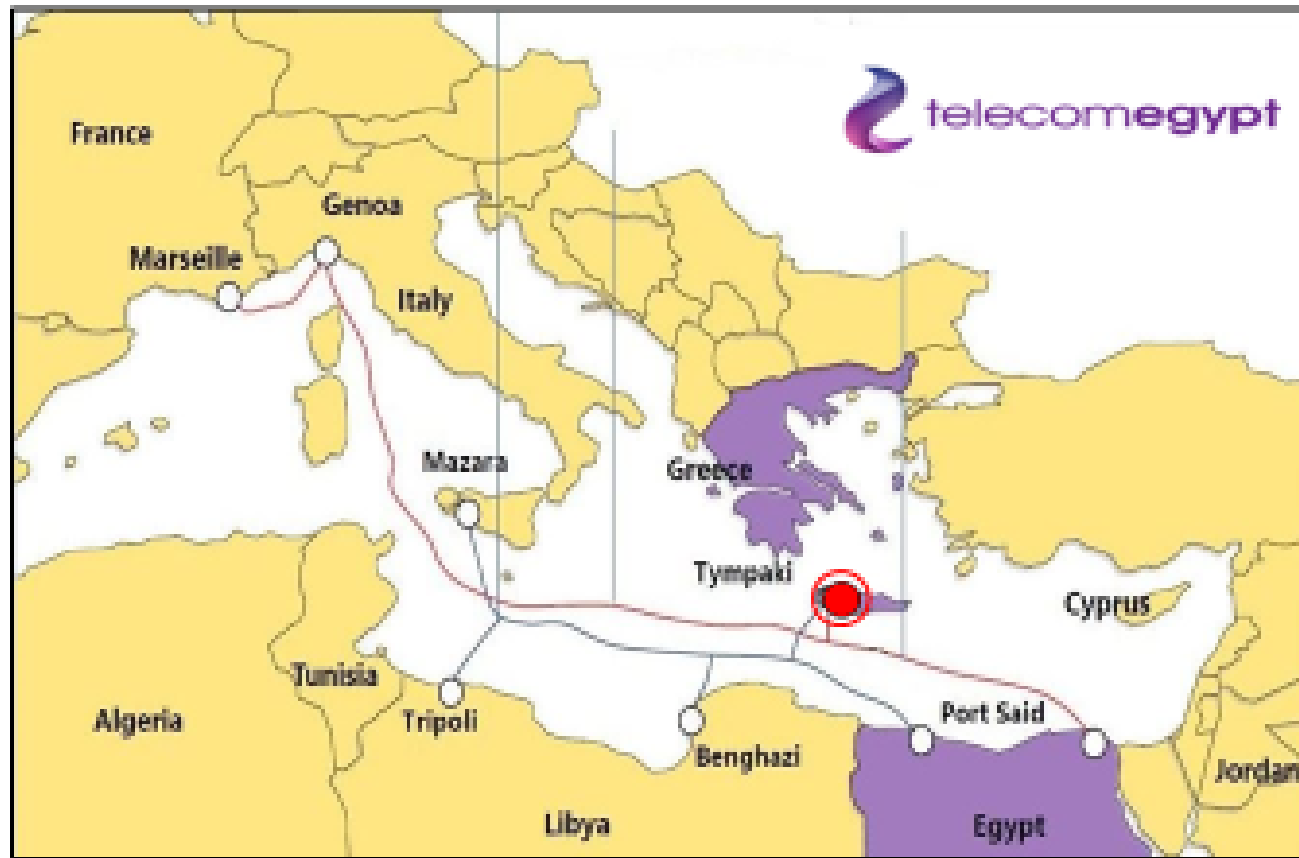 telecomegypt
France
Genoa
Marseille
Italy
Mazara
Greece
Tympaki
Cyprus
Tunisia
Algeria
Tripoli
Port Said
Benghazi
Jordan
Libya
Egypt